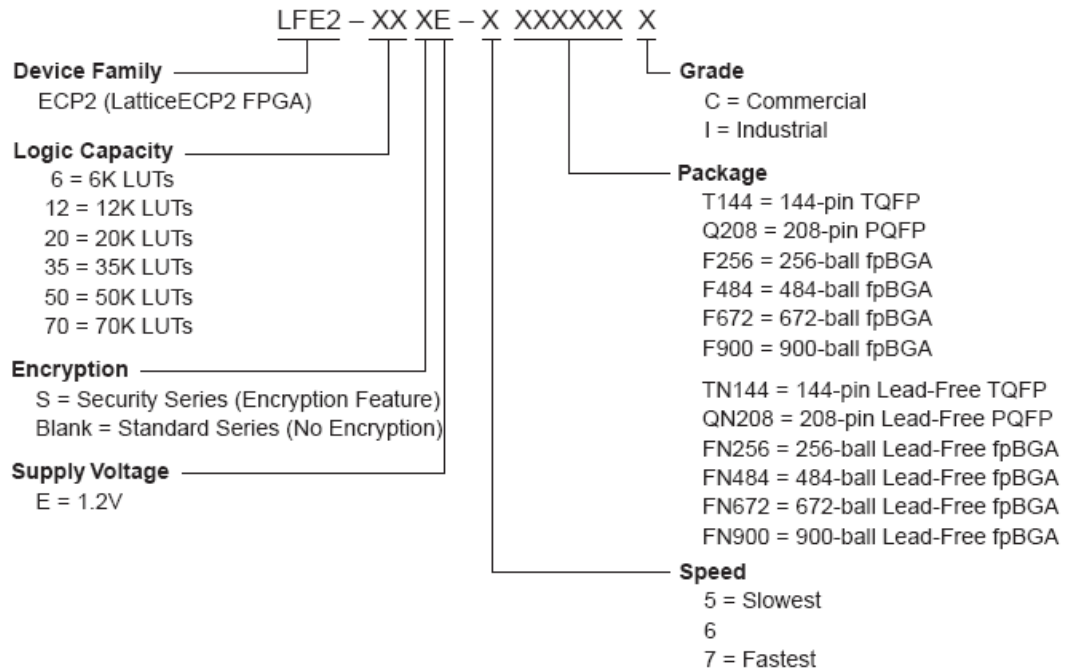 LFE2 – XX XE – X XXXXXX X
Device Family
ECP2 (LatticeECP2 FPGA)
Logic Capacity
6 = 6K LUTs
12 = 12K LUTs
20 = 20K LUTs
35 = 35K LUTs
50 = 50K LUTs
70 = 70K LUTs
Encryption
S = Security Series (Encryption Feature)
Blank = Standard Series (No Encryption)
Supply Voltage
E = 1.2V
Grade
C = Commercial
I = Industrial
Package
T144 = 144-pin TQFP
Q208 = 208-pin PQFP
F256 = 256-ball fpBGA
F484 = 484-ball fpBGA
F672 = 672-ball fpBGA
F900 = 900-ball fpBGA
TN144 = 144-pin Lead-Free TQFP
QN208 = 208-pin Lead-Free PQFP
FN256 = 256-ball Lead-Free fpBGA
FN484 = 484-ball Lead-Free fpBGA
FN672 = 672-ball Lead-Free fpBGA
FN900 = 900-ball Lead-Free fpBGA
Speed
5 = Slowest
6
7 = Fastest